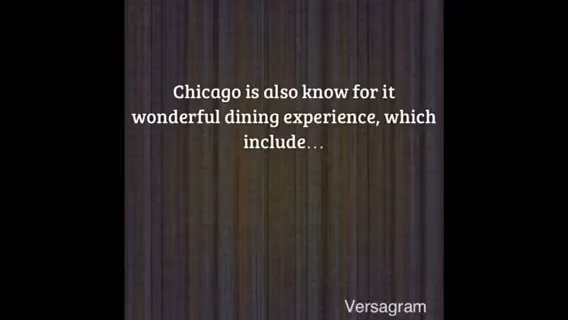 Chicago is also know for it
wonderful dining experience, which
include...
Versagram